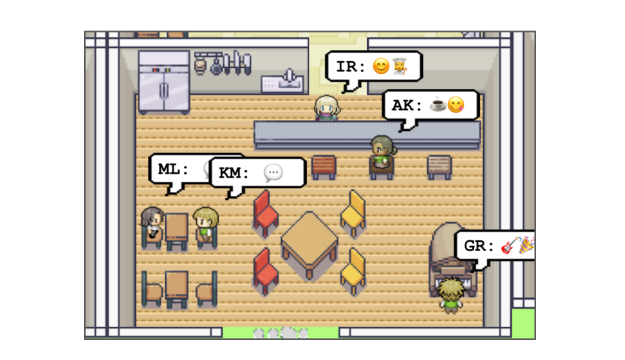 IR: 😊👨‍🍳
AK: ☕😋
ML:
KM: 💬
GR: 🎸🎉